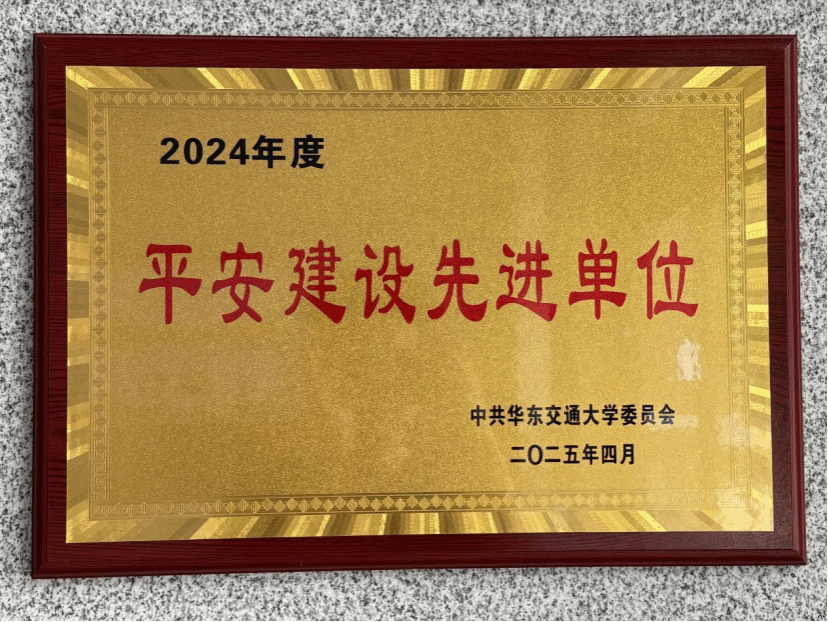 2024年度
平安建设先进单位
中共华东交通大学委员会
二〇二五年四月